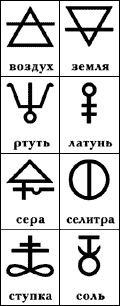 воздух земля
ртуть латунь
сера селитра
ступка соль